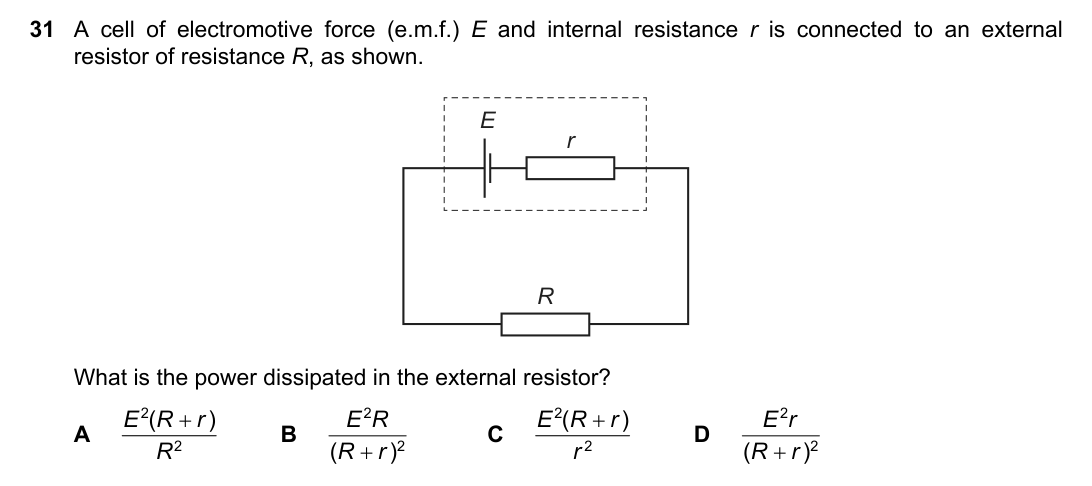 31 A cell of electromotive force (e.m.f.) E and internal resistance r is connected to an external
resistor of resistance R, as shown.
E
r
R
What is the power dissipated in the external resistor?
A E²(R + r) / R² B E²R / (R + r)² C E²(R + r) / r² D E²r / (R + r)²